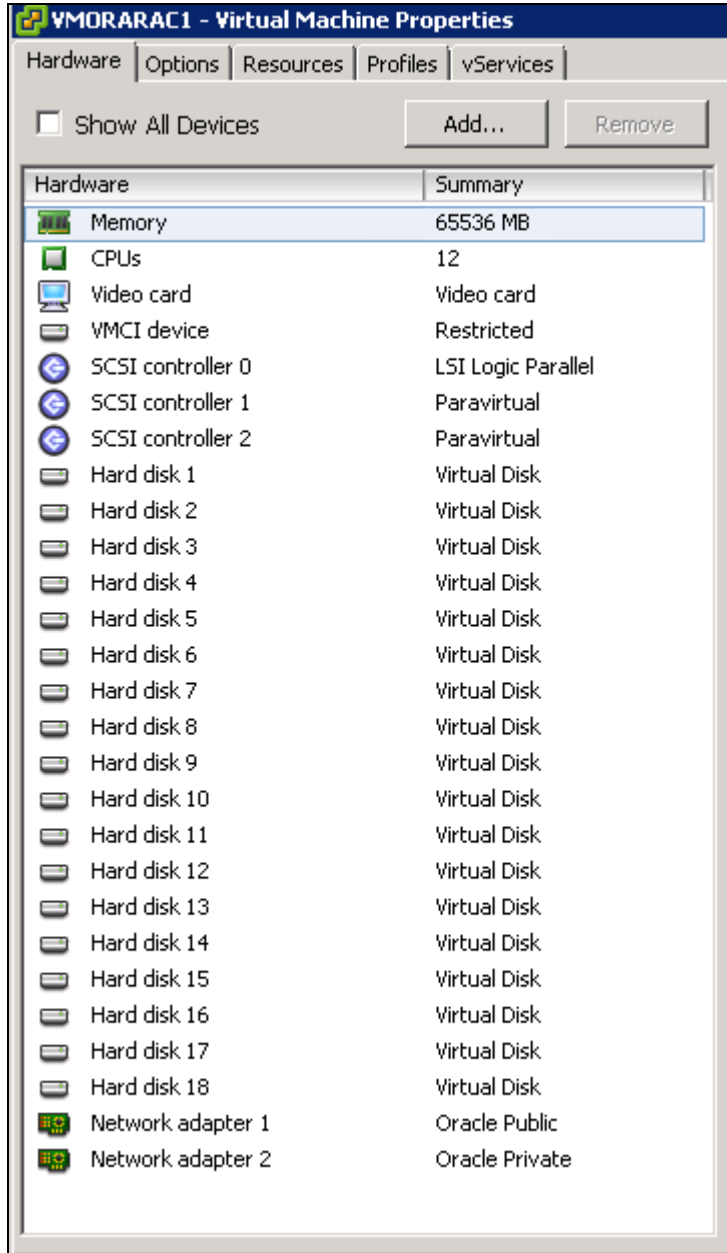 VMORARAC1 - Virtual Machine Properties
Hardware Options Resources Profiles vServices
Show All Devices Add... Remove
Hardware Summary
Memory 65536 MB
CPUs 12
Video card Video card
VMCI device Restricted
SCSI controller 0 LSI Logic Parallel
SCSI controller 1 Paravirtual
SCSI controller 2 Paravirtual
Hard disk 1 Virtual Disk
Hard disk 2 Virtual Disk
Hard disk 3 Virtual Disk
Hard disk 4 Virtual Disk
Hard disk 5 Virtual Disk
Hard disk 6 Virtual Disk
Hard disk 7 Virtual Disk
Hard disk 8 Virtual Disk
Hard disk 9 Virtual Disk
Hard disk 10 Virtual Disk
Hard disk 11 Virtual Disk
Hard disk 12 Virtual Disk
Hard disk 13 Virtual Disk
Hard disk 14 Virtual Disk
Hard disk 15 Virtual Disk
Hard disk 16 Virtual Disk
Hard disk 17 Virtual Disk
Hard disk 18 Virtual Disk
Network adapter 1 Oracle Public
Network adapter 2 Oracle Private